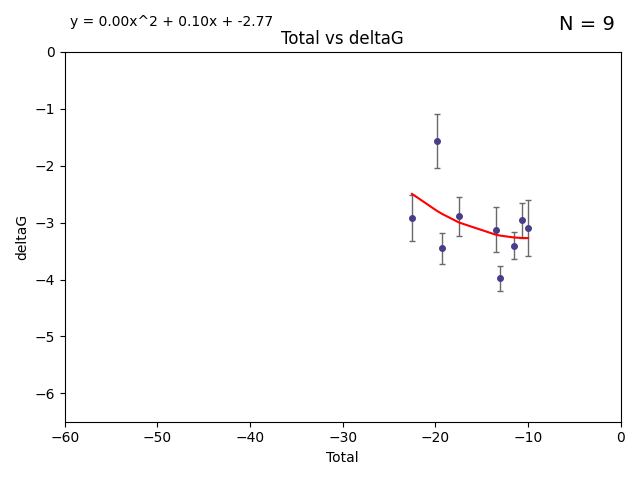 y = 0.00x^2 + 0.10x + -2.77
N = 9
Total vs deltaG
0
−1
−2
−3
−4
−5
−6
deltaG
−60 −50 −40 −30 −20 −10 0
Total